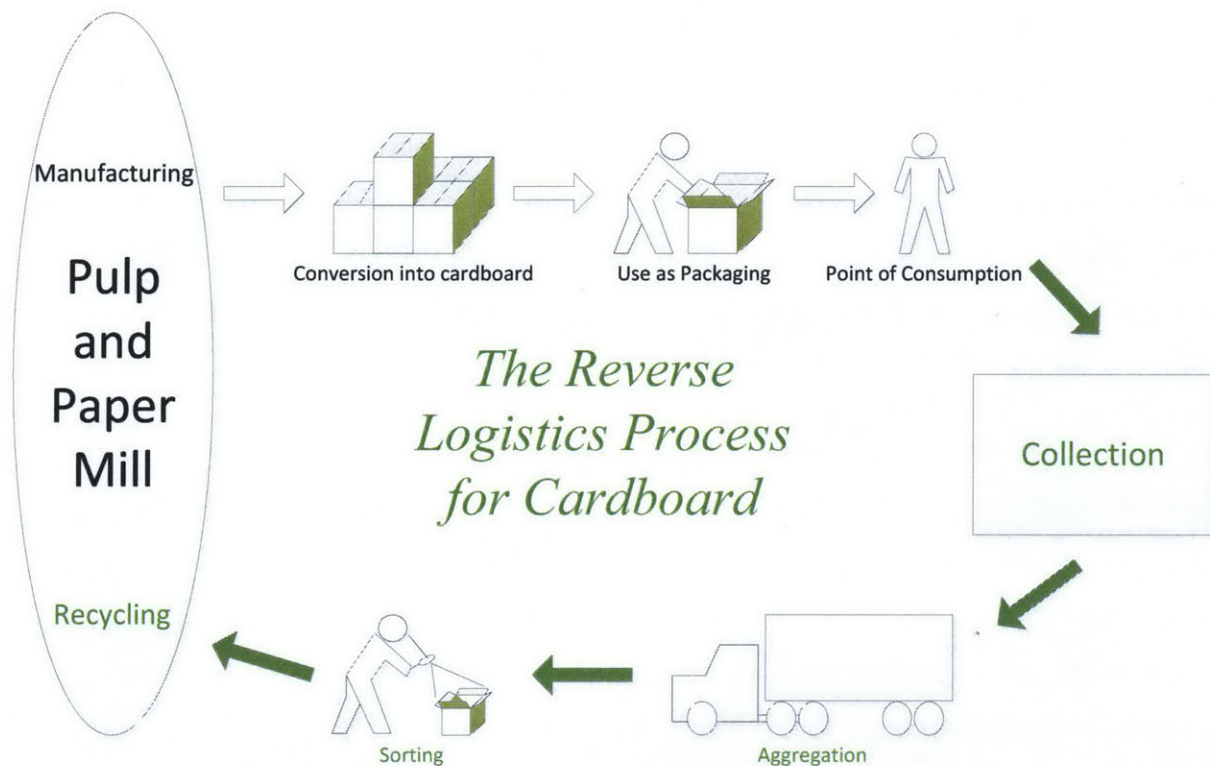 Manufacturing
Pulp
and
Paper
Mill
Recycling
Conversion into cardboard
Use as Packaging
Point of Consumption
The Reverse
Logistics Process
for Cardboard
Collection
Aggregation
Sorting